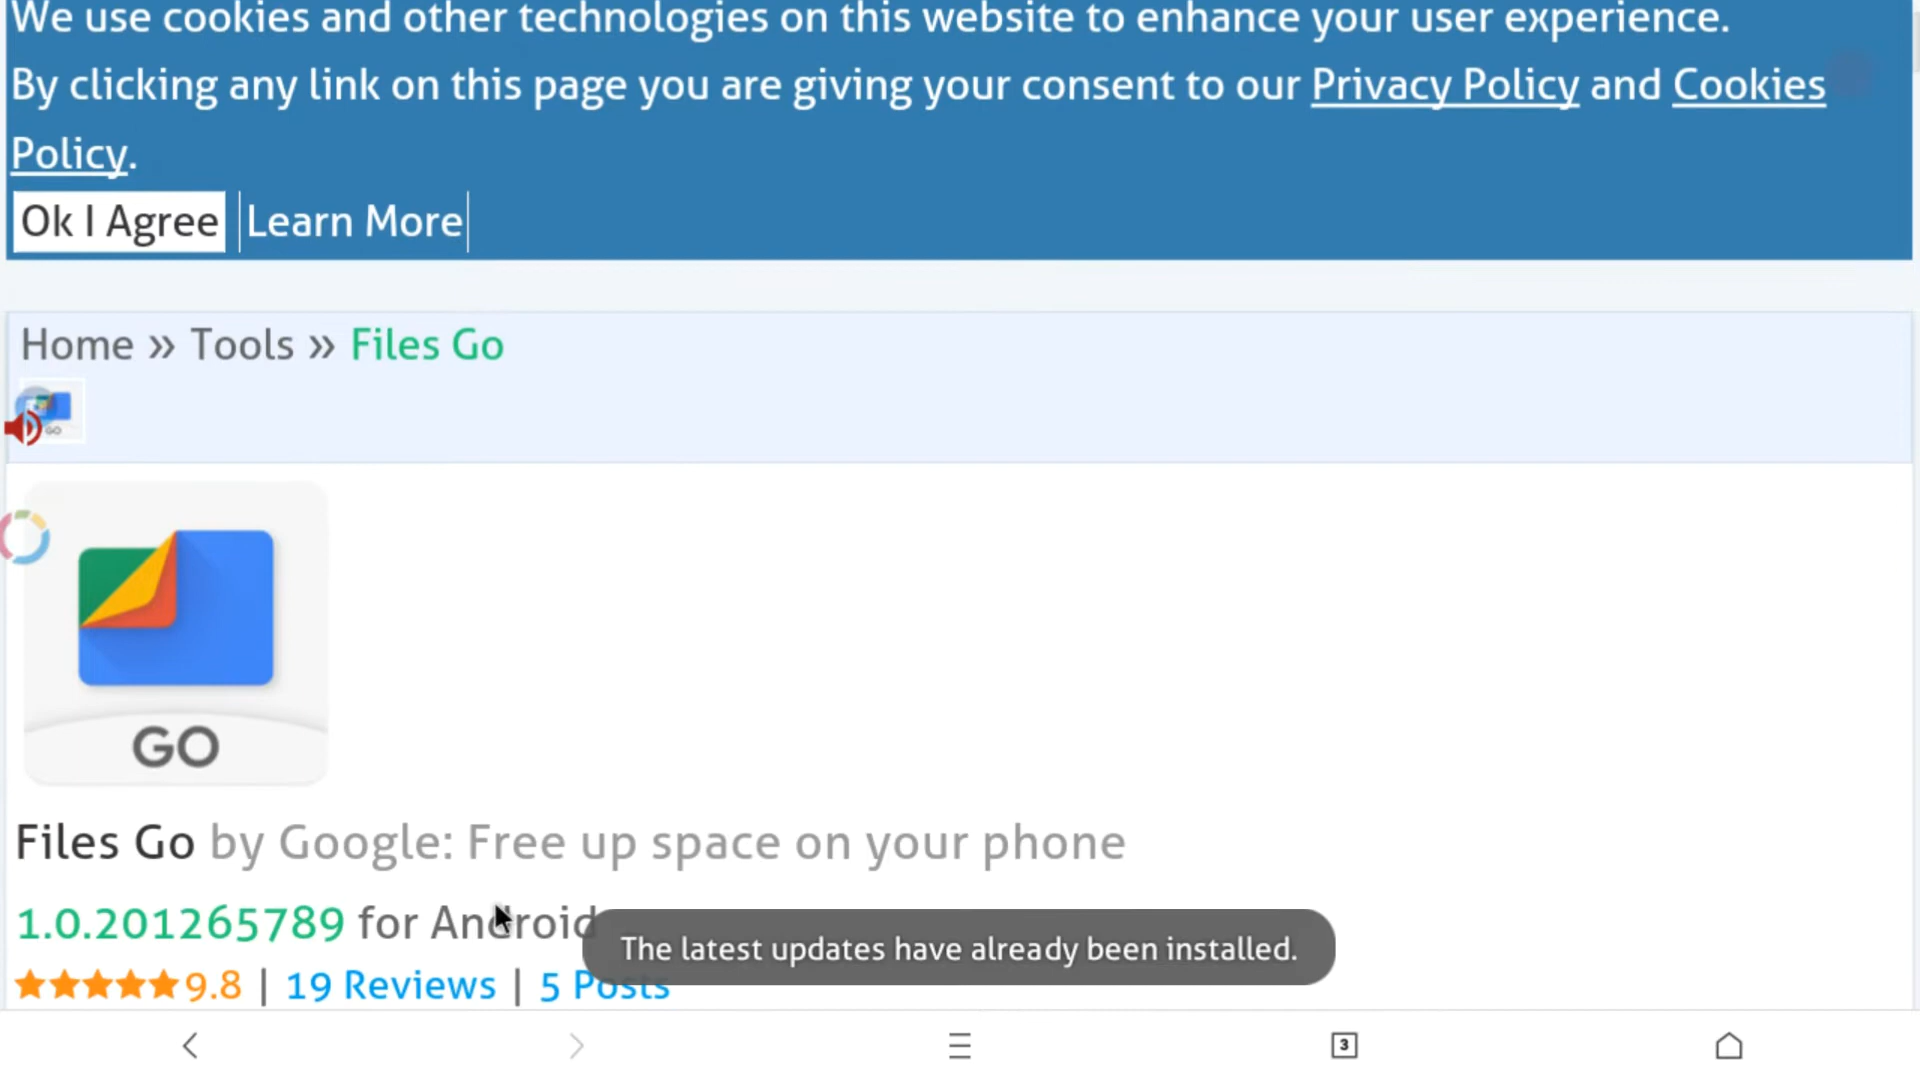 We use cookies and other technologies on this website to enhance your user experience.
By clicking any link on this page you are giving your consent to our Privacy Policy and Cookies
Policy.
Ok I Agree Learn More
Home » Tools » Files Go
GO
GO
Files Go by Google: Free up space on your phone
1.0.201265789 for Android
The latest updates have already been installed.
9.8 | 19 Reviews | 5 Posts
3